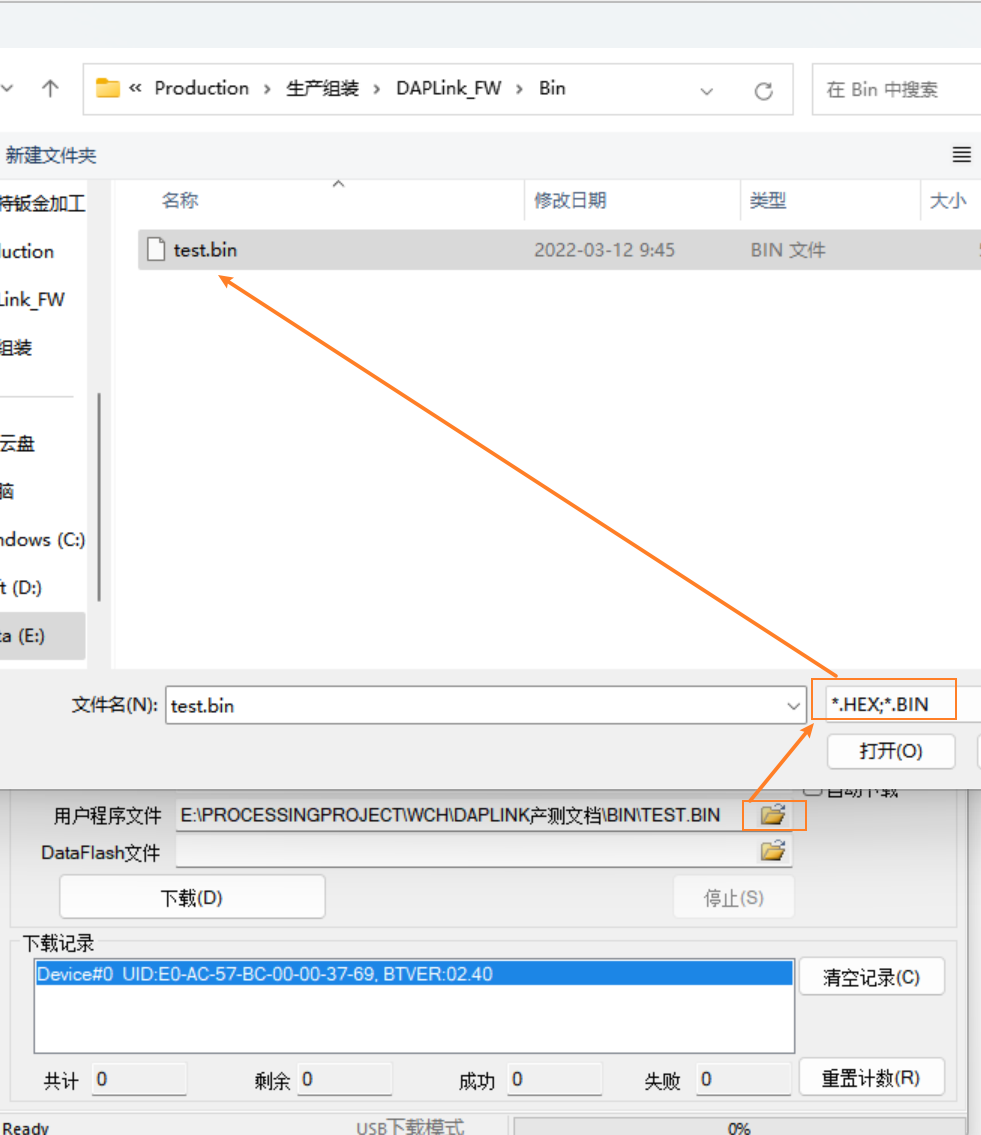 « Production › 生产组装 › DAPLink_FW › Bin
在 Bin 中搜索
新建文件夹
名称 修改日期 类型 大小
持钣金加工
test.bin 2022-03-12 9:45 BIN 文件
uction
Link_FW
组装
云盘
脑
ndows (C:)
t (D:)
ta (E:)
文件名(N): test.bin *.HEX;*.BIN
打开(O)
自动下载
用户程序文件 E:\PROCESSINGPROJECT\WCH\DAPLINK产测文档\BIN\TEST.BIN
DataFlash文件
下载(D) 停止(S)
下载记录
Device#0 UID:E0-AC-57-BC-00-00-37-69, BTVER:02.40
清空记录(C)
共计 0 剩余 0 成功 0 失败 0 重置计数(R)
Ready USB下载模式 0%